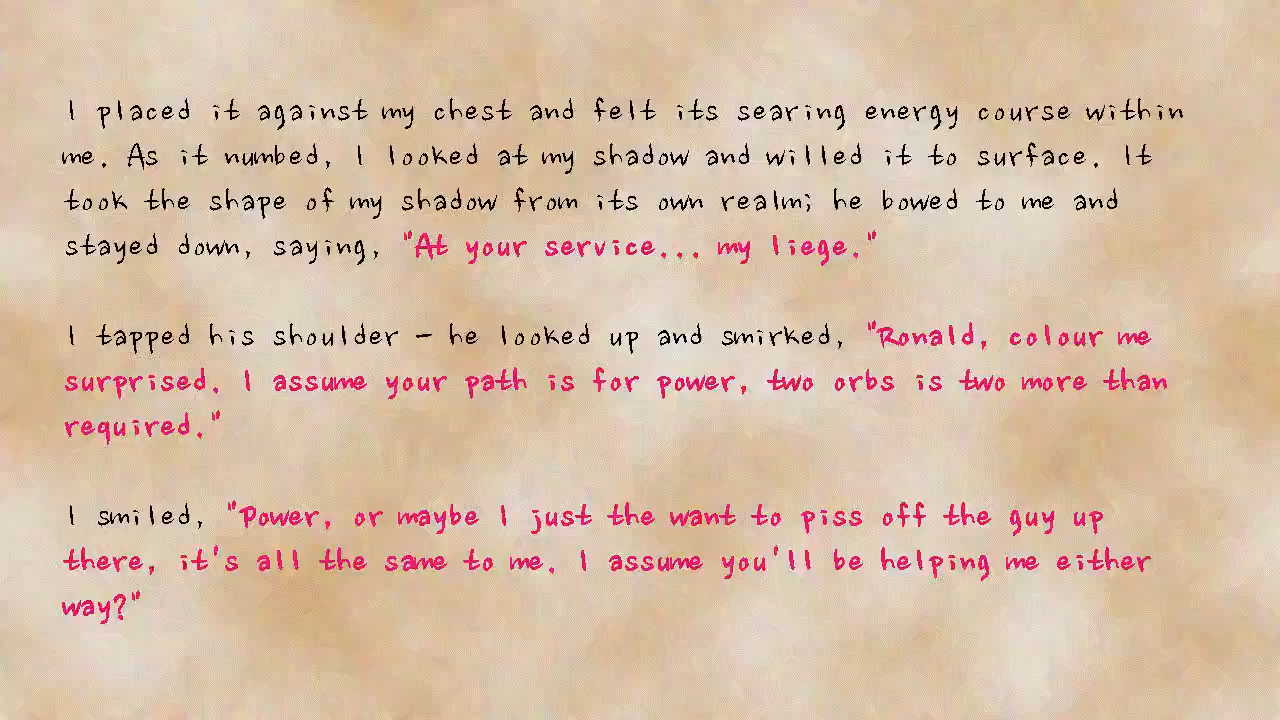 I placed it against my chest and felt its searing energy course within
me. As it numbed, I looked at my shadow and willed it to surface. It
took the shape of my shadow from its own realm; he bowed to me and
stayed down, saying, "At your service... my liege."
I tapped his shoulder - he looked up and smirked, "Ronald, colour me
surprised. I assume your path is for power, two orbs is two more than
required."
I smiled, "Power, or maybe I just the want to piss off the guy up
there, it's all the same to me. I assume you'll be helping me either
way?"